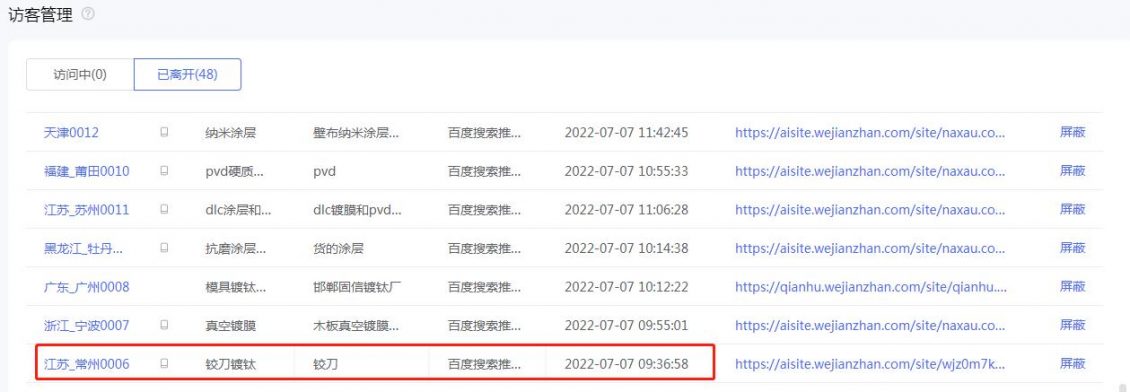 访客管理 ?
访问中(0) 已离开(48)
天津0012 纳米涂层 壁布纳米涂层... 百度搜索推... 2022-07-07 11:42:45 https://aisite.wejianzhan.com/site/naxau.co... 屏蔽
福建_莆田0010 pvd硬质... pvd 百度搜索推... 2022-07-07 10:55:33 https://aisite.wejianzhan.com/site/naxau.co... 屏蔽
江苏_苏州0011 dlc涂层和... dlc镀膜和pvd... 百度搜索推... 2022-07-07 11:06:28 https://aisite.wejianzhan.com/site/naxau.co... 屏蔽
黑龙江_牡丹... 抗磨涂层... 货的涂层 百度搜索推... 2022-07-07 10:14:38 https://aisite.wejianzhan.com/site/naxau.co... 屏蔽
广东_广州0008 模具镀钛... 邯郸固信镀钛厂 百度搜索推... 2022-07-07 10:12:22 https://qianhu.wejianzhan.com/site/qianhu.... 屏蔽
浙江_宁波0007 真空镀膜 木板真空镀膜... 百度搜索推... 2022-07-07 09:55:01 https://aisite.wejianzhan.com/site/naxau.co... 屏蔽
江苏_常州0006 铰刀镀钛 铰刀 百度搜索推... 2022-07-07 09:36:58 https://aisite.wejianzhan.com/site/wjz0m7k... 屏蔽